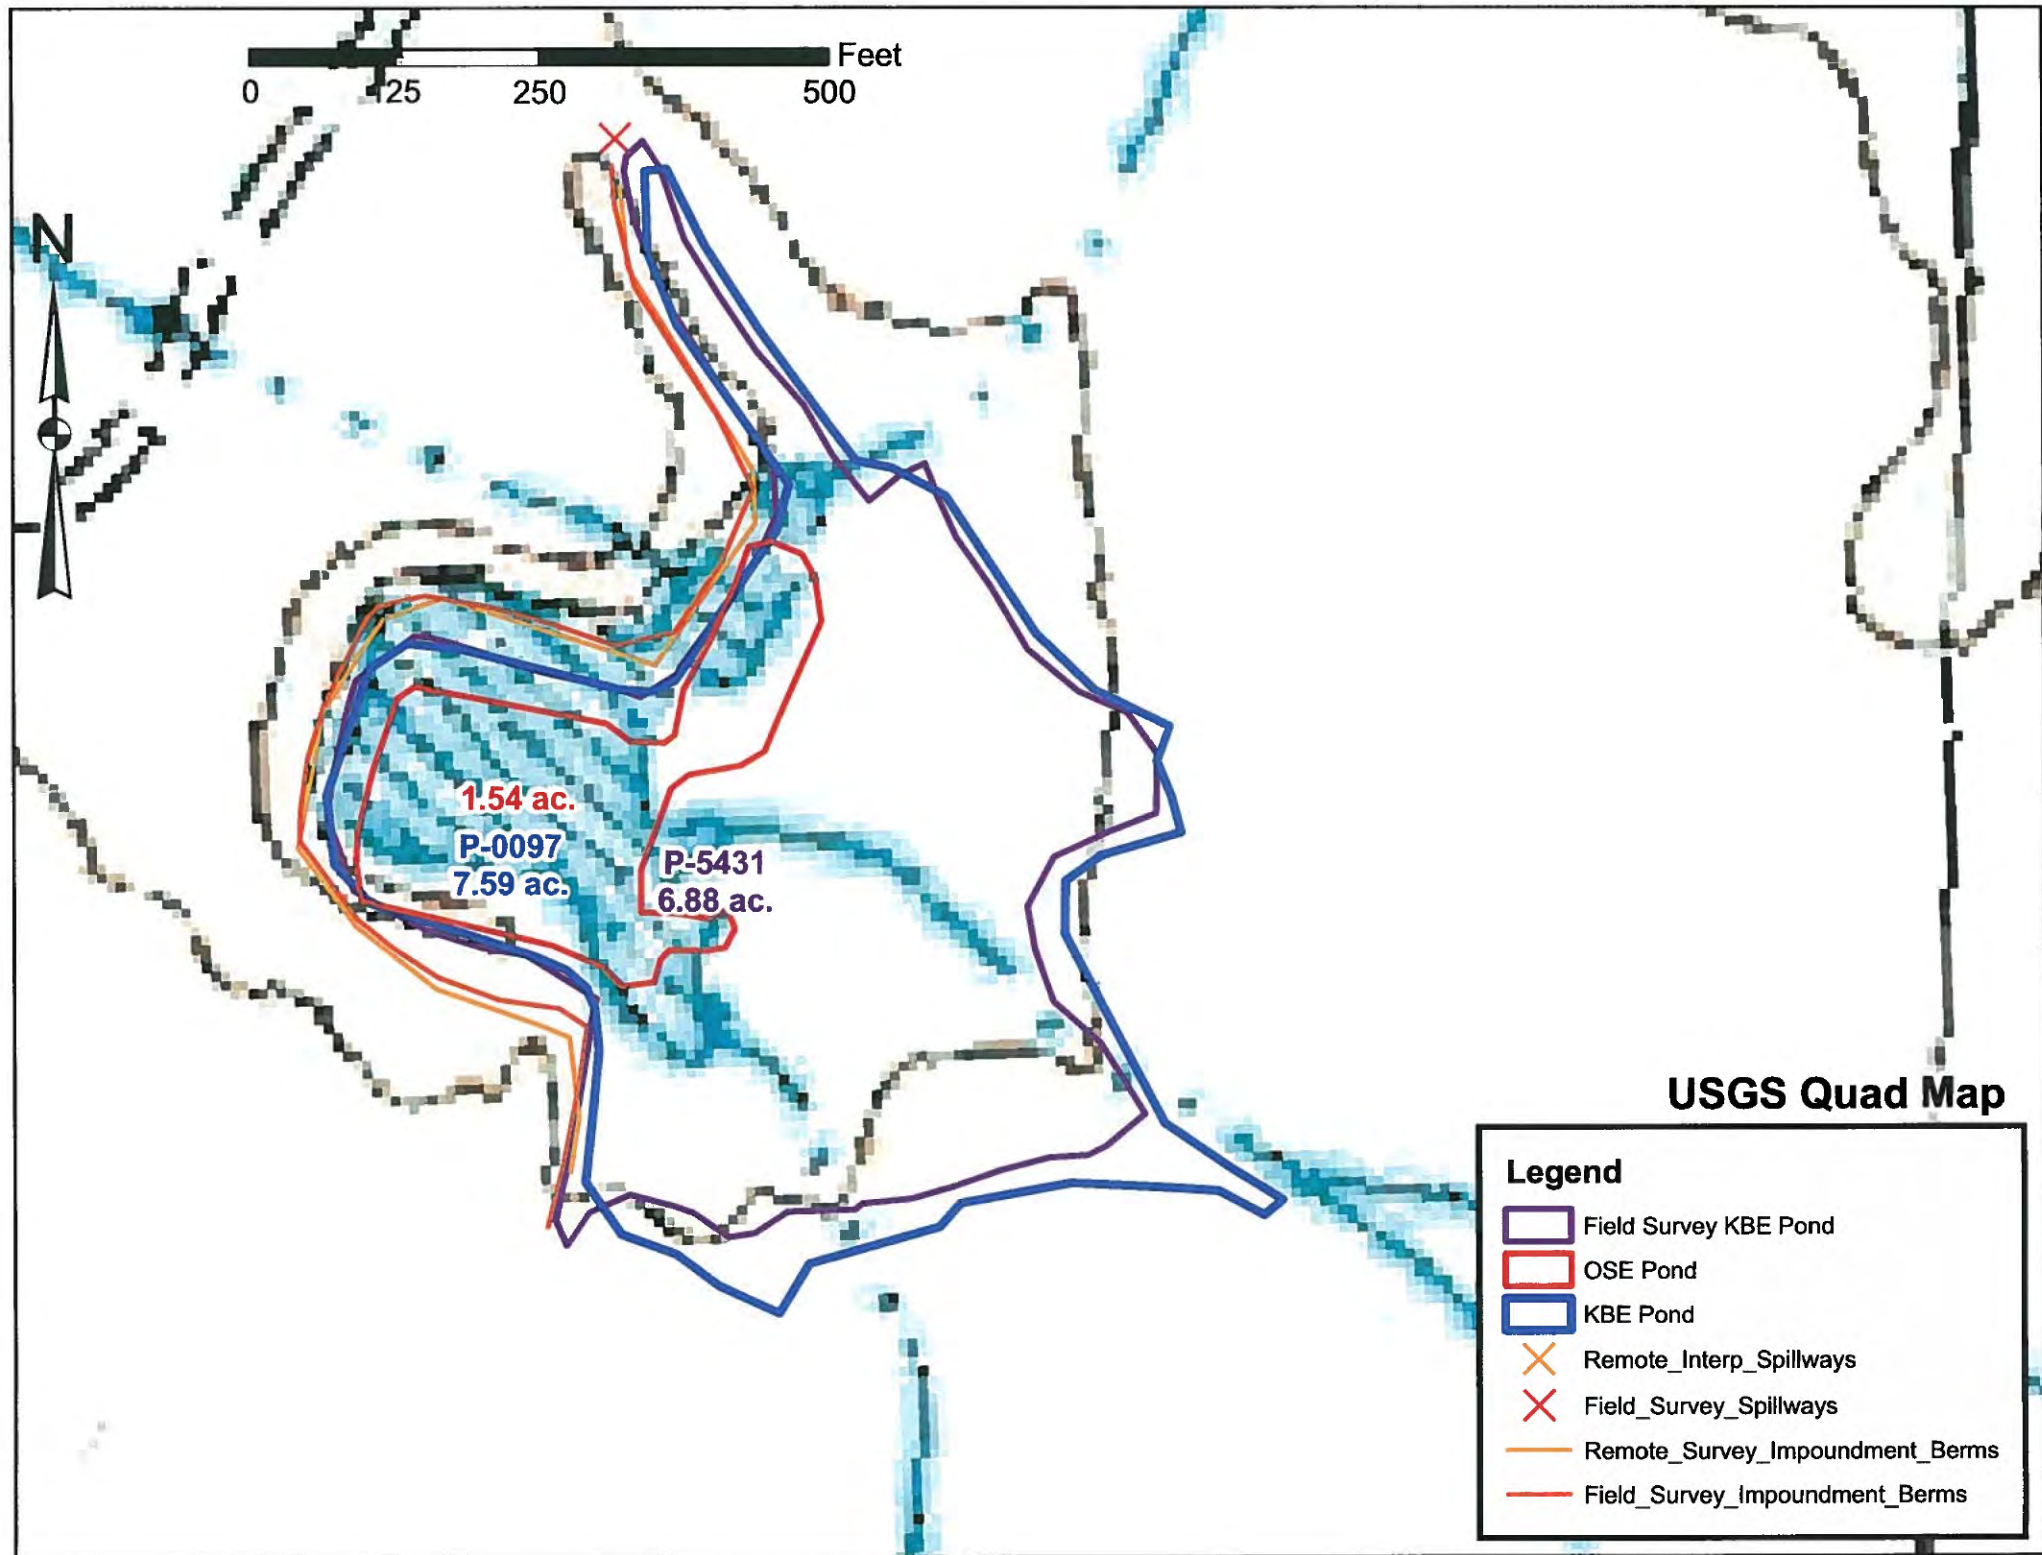 Feet
0 125 250 500
N
1.54 ac.
P-0097
7.59 ac.
P-5431
6.88 ac.
USGS Quad Map
Legend
Field Survey KBE Pond
OSE Pond
KBE Pond
Remote_Interp_Spillways
Field_Survey_Spillways
Remote_Survey_Impoundment_Berms
Field_Survey_Impoundment_Berms